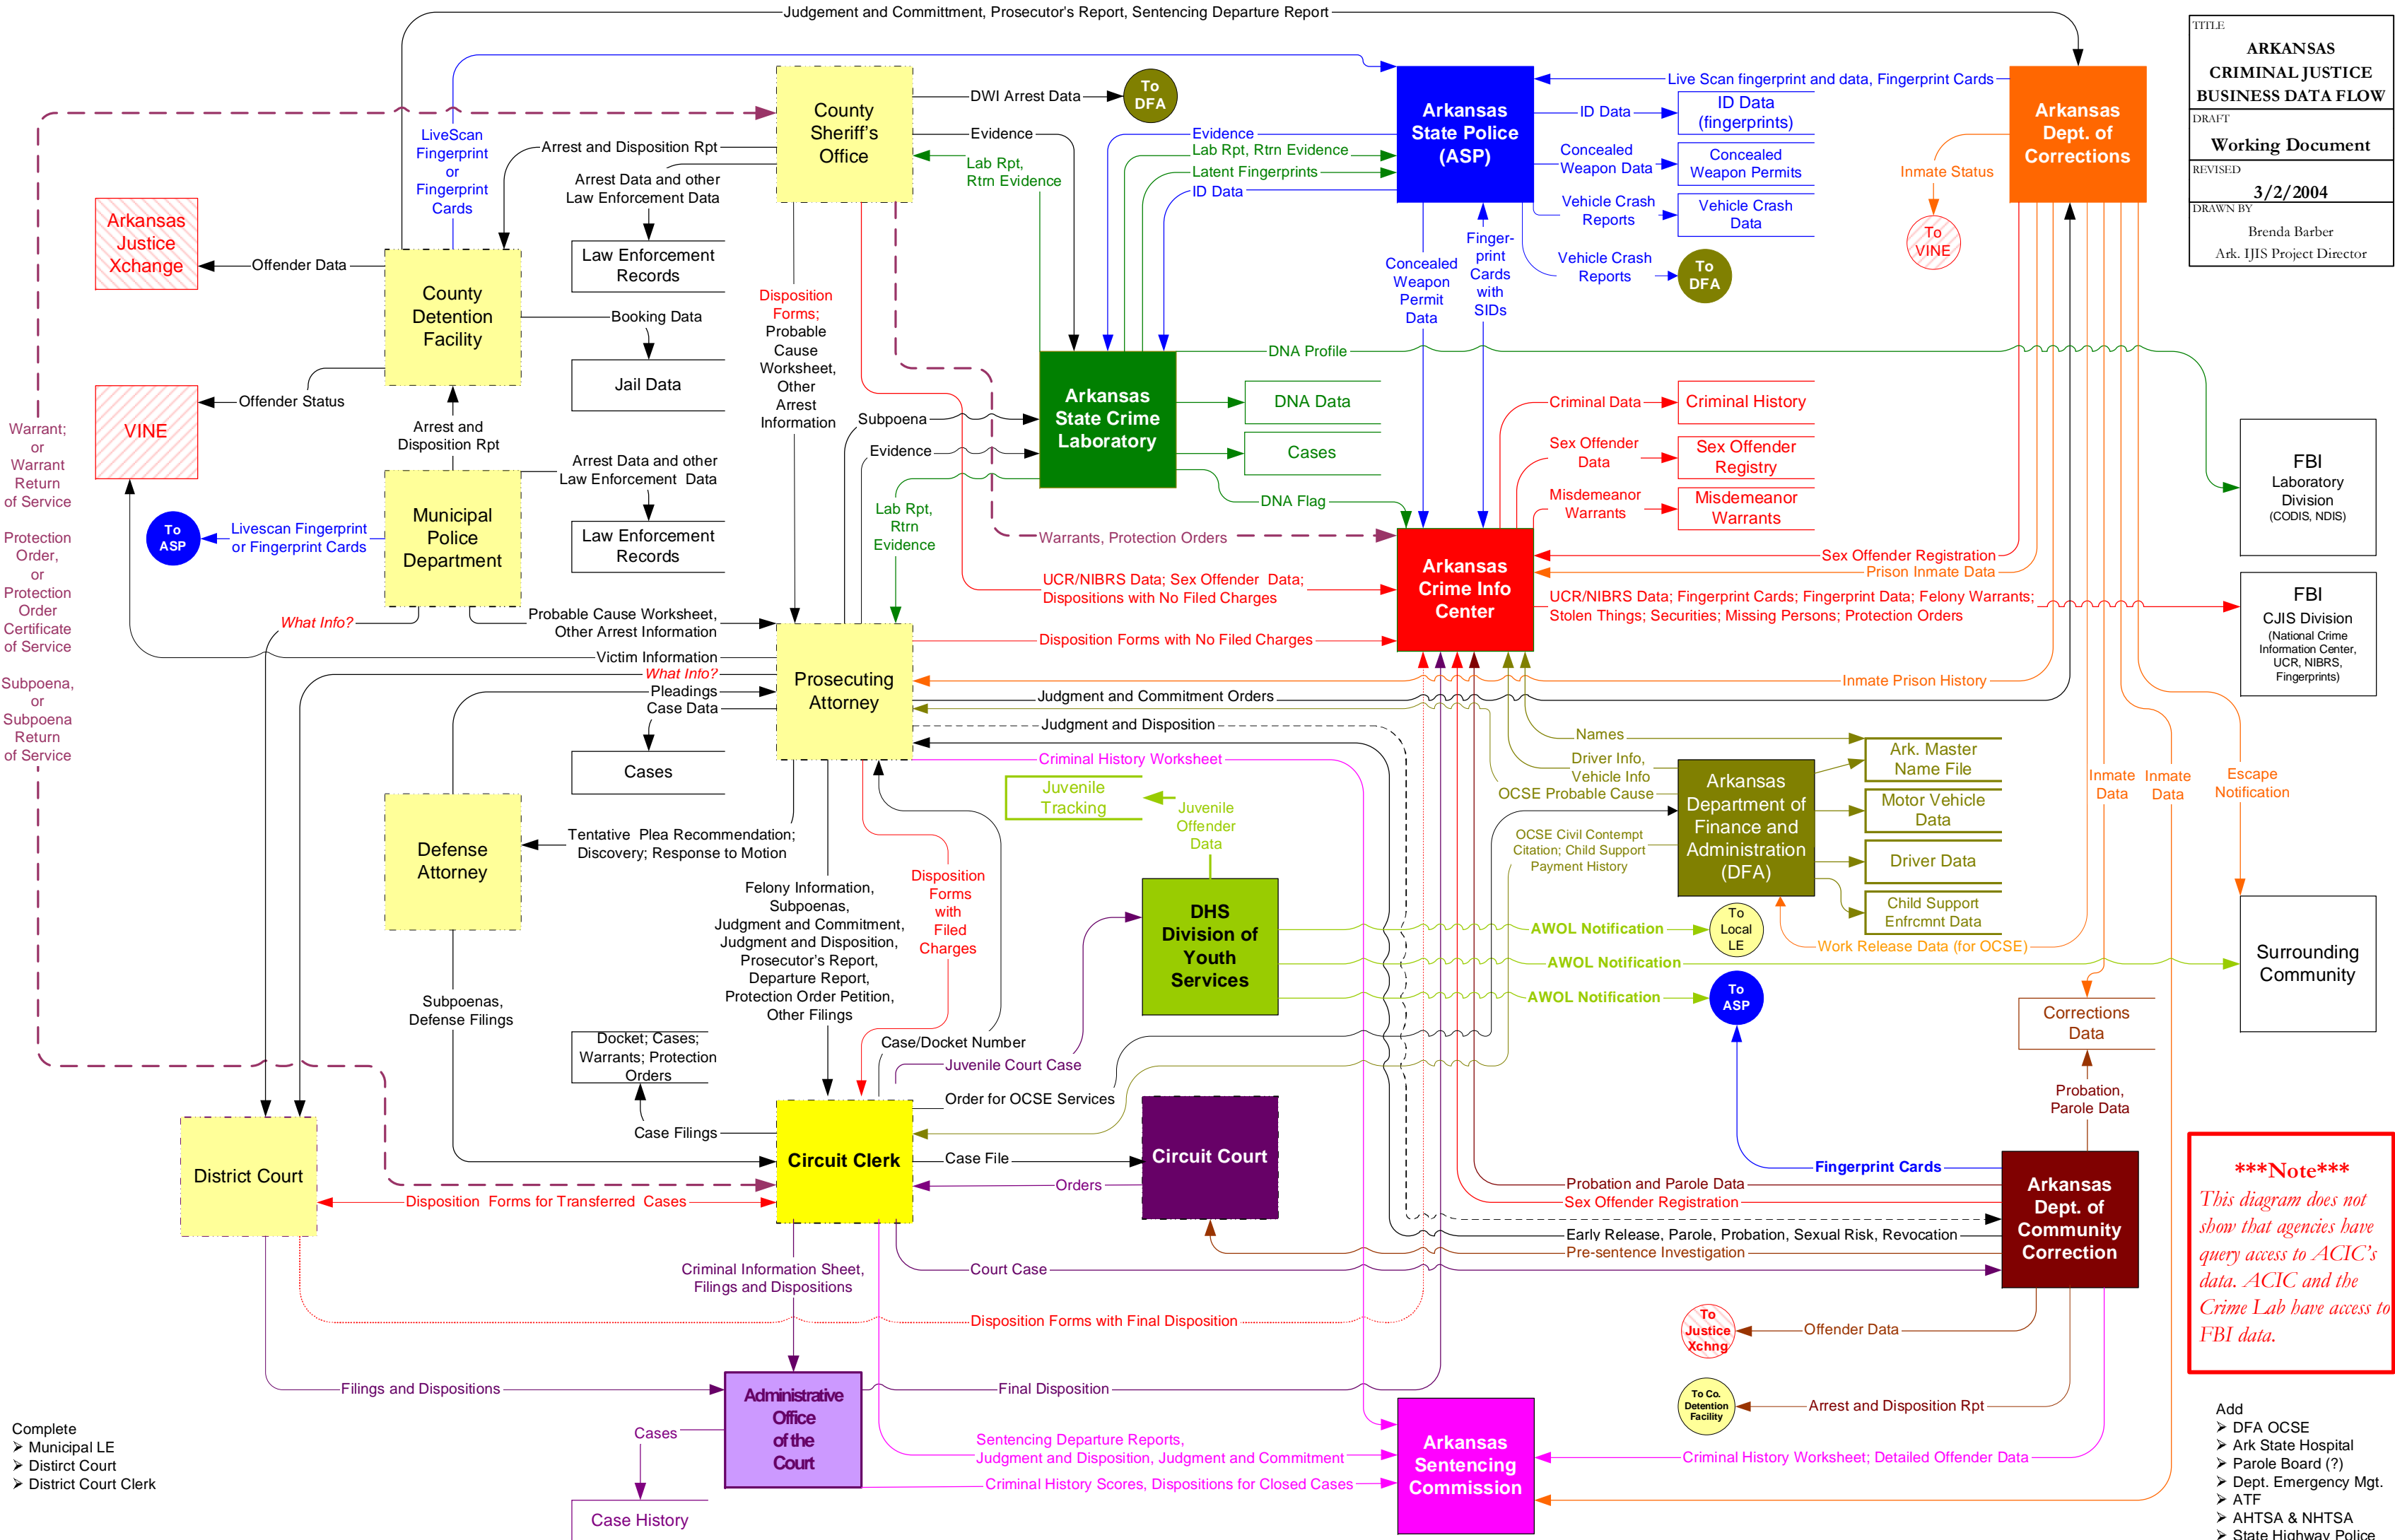 Judgement and Committment, Prosecutor's Report, Sentencing Departure Report
TITLE
ARKANSAS
CRIMINAL JUSTICE
BUSINESS DATA FLOW
DRAFT
Working Document
REVISED
3/2/2004
DRAWN BY
Brenda Barber
Ark. IJIS Project Director
County
Sheriff's
Office
DWI Arrest Data
To
DFA
Evidence
Arrest and Disposition Rpt
Lab Rpt,
Rtrn Evidence
Arrest Data and other
Law Enforcement Data
Law Enforcement
Records
LiveScan
Fingerprint
or
Fingerprint
Cards
Arkansas
State Police
(ASP)
Evidence
Lab Rpt, Rtrn Evidence
Latent Fingerprints
ID Data
Live Scan fingerprint and data, Fingerprint Cards
ID Data
ID Data
(fingerprints)
Concealed
Weapon Data
Concealed
Weapon Permits
Vehicle Crash
Reports
Vehicle Crash
Data
Vehicle Crash
Reports
To
DFA
Concealed
Weapon
Permit
Data
Finger-
print
Cards
with
SIDs
Arkansas
Dept. of
Corrections
Inmate Status
To
VINE
Arkansas
Justice
Xchange
Offender Data
County
Detention
Facility
Booking Data
Jail Data
Offender Status
VINE
Arrest and
Disposition Rpt
Disposition
Forms;
Probable
Cause
Worksheet,
Other
Arrest
Information
Warrant;
or
Warrant
Return
of Service
Protection
Order,
or
Protection
Order
Certificate
of Service
Subpoena,
or
Subpoena
Return
of Service
Municipal
Police
Department
Arrest Data and other
Law Enforcement  Data
Law Enforcement
Records
To
ASP
Livescan Fingerprint
or Fingerprint Cards
What Info?
Probable Cause Worksheet,
Other Arrest Information
Arkansas
State Crime
Laboratory
DNA Profile
DNA Data
Cases
DNA Flag
Subpoena
Evidence
Lab Rpt,
Rtrn
Evidence
Warrants, Protection Orders
UCR/NIBRS Data; Sex Offender  Data;
Dispositions with No Filed Charges
Disposition Forms with No Filed Charges
Criminal Data
Criminal History
Sex Offender
Data
Sex Offender
Registry
Misdemeanor
Warrants
Misdemeanor
Warrants
Arkansas
Crime Info
Center
Sex Offender Registration
Prison Inmate Data
UCR/NIBRS Data; Fingerprint Cards; Fingerprint Data; Felony Warrants;
Stolen Things; Securities; Missing Persons; Protection Orders
FBI
Laboratory
Division
(CODIS, NDIS)
FBI
CJIS Division
(National Crime
Information Center,
UCR, NIBRS,
Fingerprints)
Victim Information
What Info?
Pleadings
Case Data
Cases
Prosecuting
Attorney
Inmate Prison History
Judgment and Commitment Orders
Judgment and Disposition
Criminal History Worksheet
Names
Driver Info,
Vehicle Info
OCSE Probable Cause
OCSE Civil Contempt
Citation; Child Support
Payment History
Arkansas
Department of
Finance and
Administration
(DFA)
Ark. Master
Name File
Motor Vehicle
Data
Driver Data
Child Support
Enfrcmnt Data
Work Release Data (for OCSE)
Inmate
Data
Inmate
Data
Escape
Notification
Juvenile
Tracking
Juvenile
Offender
Data
DHS
Division of
Youth
Services
AWOL Notification
To
Local
LE
AWOL Notification
AWOL Notification
To
ASP
Surrounding
Community
Corrections
Data
Probation,
Parole Data
Defense
Attorney
Tentative  Plea Recommendation;
Discovery; Response to Motion
Subpoenas,
Defense Filings
Felony Information,
Subpoenas,
Judgment and Commitment,
Judgment and Disposition,
Prosecutor's Report,
Departure Report,
Protection Order Petition,
Other Filings
Disposition
Forms
with
Filed
Charges
Docket; Cases;
Warrants; Protection
Orders
Case Filings
Case/Docket Number
Juvenile Court Case
Order for OCSE Services
District Court
Disposition  Forms for Transferred  Cases
Circuit Clerk
Case File
Orders
Circuit Court
Fingerprint Cards
Probation and Parole Data
Sex Offender Registration
Early Release, Parole, Probation, Sexual Risk, Revocation
Pre-sentence Investigation
Court Case
Arkansas
Dept. of
Community
Correction
***Note***
This diagram does not
show that agencies have
query access to ACIC's
data. ACIC and the
Crime Lab have access to
FBI data.
Criminal Information Sheet,
Filings and Dispositions
Disposition Forms with Final Disposition
To
Justice
Xchng
Offender Data
To Co.
Detention
Facility
Arrest and Disposition Rpt
Filings and Dispositions
Administrative
Office
of the
Court
Final Disposition
Cases
Case History
Sentencing Departure Reports,
Judgment and Disposition, Judgment and Commitment
Criminal History Scores, Dispositions for Closed Cases
Arkansas
Sentencing
Commission
Criminal History Worksheet; Detailed Offender Data
Complete
➢ Municipal LE
➢ Distirct Court
➢ District Court Clerk
Add
➢ DFA OCSE
➢ Ark State Hospital
➢ Parole Board (?)
➢ Dept. Emergency Mgt.
➢ ATF
➢ AHTSA & NHTSA
➢ State Highway Police